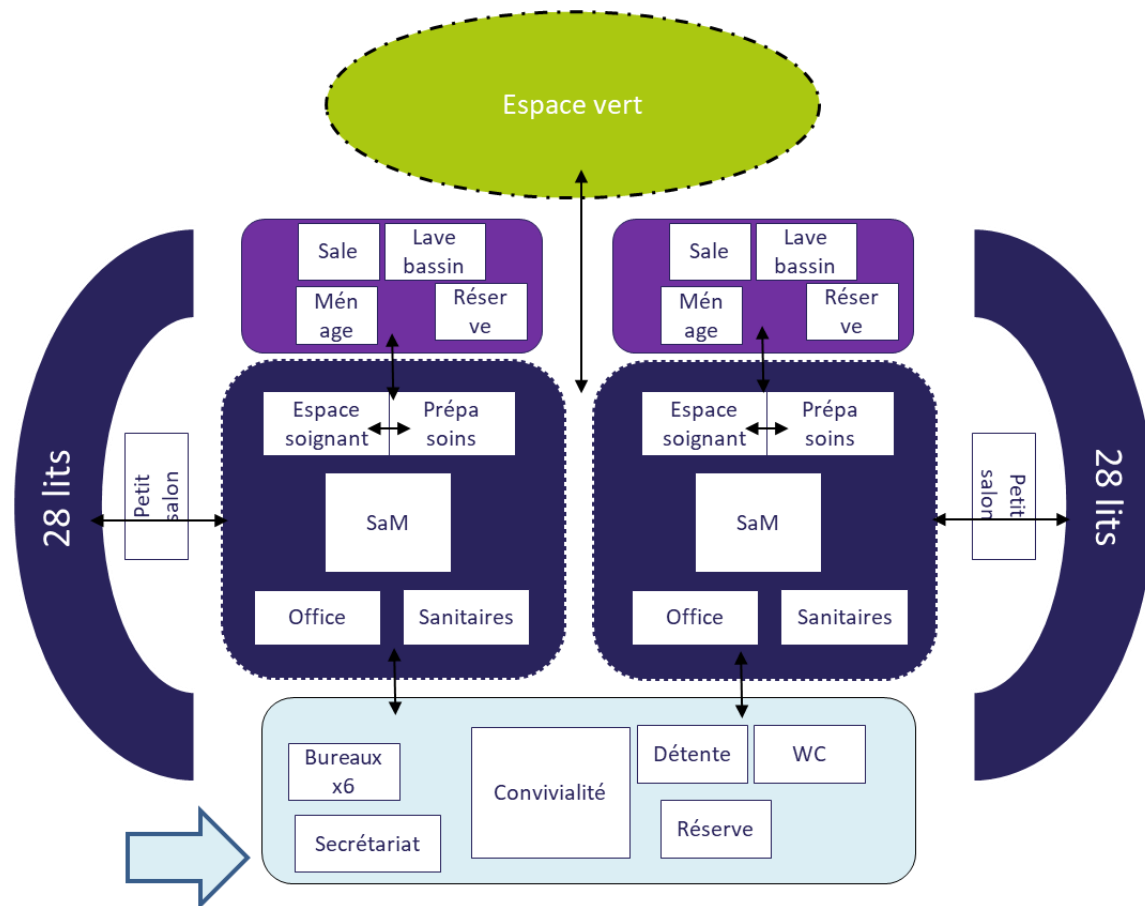 Espace vert
Sale
Lave
bassin
Mén
age
Réser
ve
Sale
Lave
bassin
Mén
age
Réser
ve
28 lits
Petit
salon
Espace
soignant
Prépa
soins
SaM
Office
Sanitaires
Espace
soignant
Prépa
soins
SaM
Office
Sanitaires
Petit
salon
28 lits
Bureaux
x6
Secrétariat
Convivialité
Détente
WC
Réserve